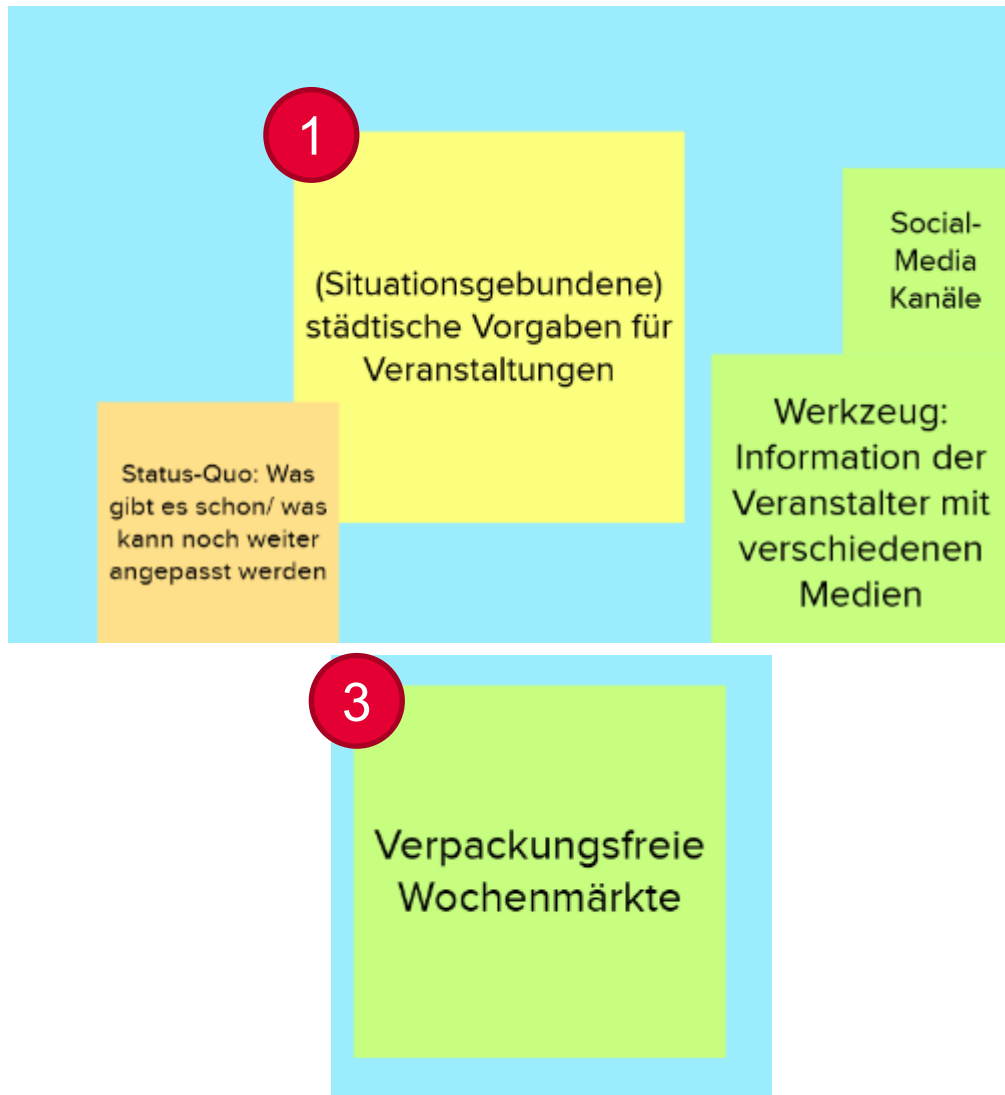 1
(Situationsgebundene)
städtische Vorgaben für
Veranstaltungen
Status-Quo: Was
gibt es schon/ was
kann noch weiter
angepasst werden
Social-
Media
Kanäle
Werkzeug:
Information der
Veranstalter mit
verschiedenen
Medien
3
Verpackungsfreie
Wochenmärkte